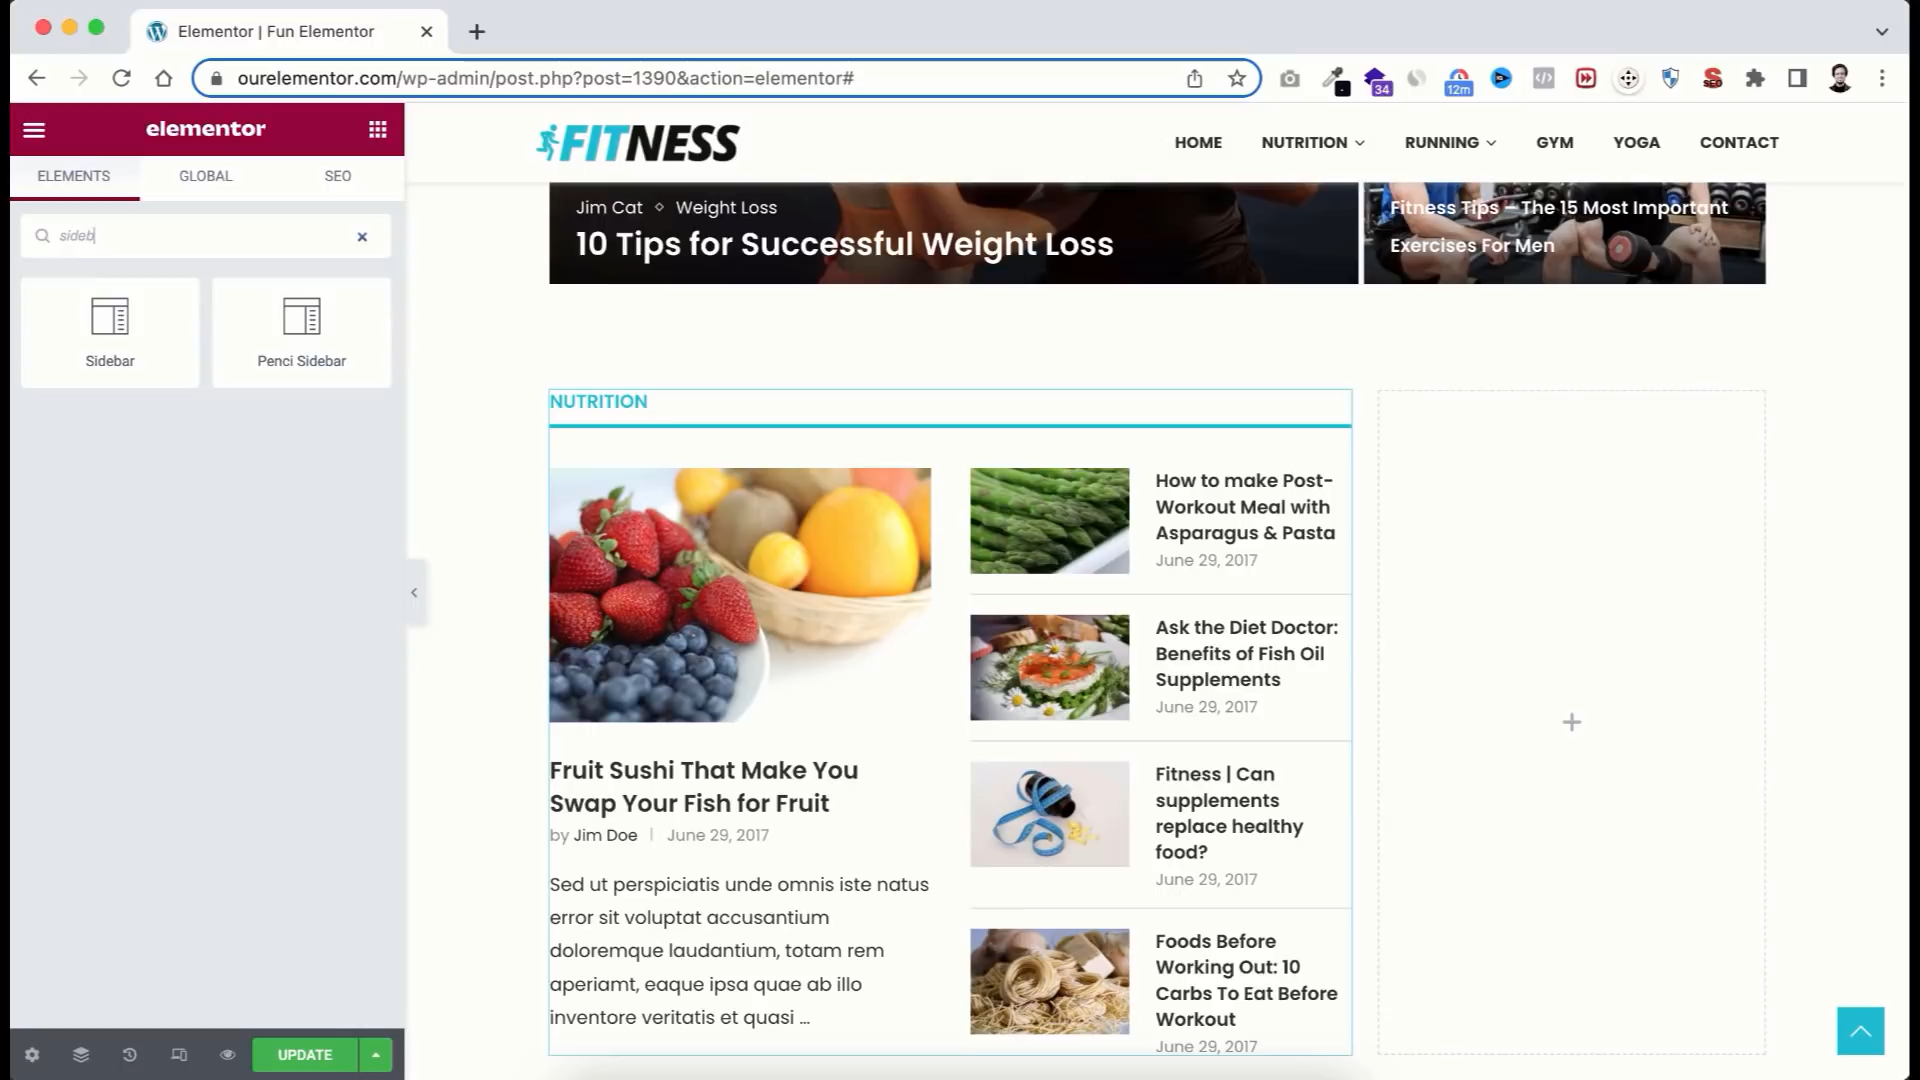 Elementor | Fun Elementor
ourelementor.com/wp-admin/post.php?post=1390&action=elementor#
34
12m
SEO
elementor
ELEMENTS
GLOBAL
SEO
sideb
Sidebar
Penci Sidebar
UPDATE
FITNESS
HOME
NUTRITION
RUNNING
GYM
YOGA
CONTACT
Jim Cat
Weight Loss
10 Tips for Successful Weight Loss
Fitness Tips – The 15 Most Important
Exercises For Men
NUTRITION
Fruit Sushi That Make You
Swap Your Fish for Fruit
by Jim Doe
June 29, 2017
Sed ut perspiciatis unde omnis iste natus
error sit voluptat accusantium
doloremque laudantium, totam rem
aperiamt, eaque ipsa quae ab illo
inventore veritatis et quasi ...
How to make Post-
Workout Meal with
Asparagus & Pasta
June 29, 2017
Ask the Diet Doctor:
Benefits of Fish Oil
Supplements
June 29, 2017
Fitness | Can
supplements
replace healthy
food?
June 29, 2017
Foods Before
Working Out: 10
Carbs To Eat Before
Workout
June 29, 2017